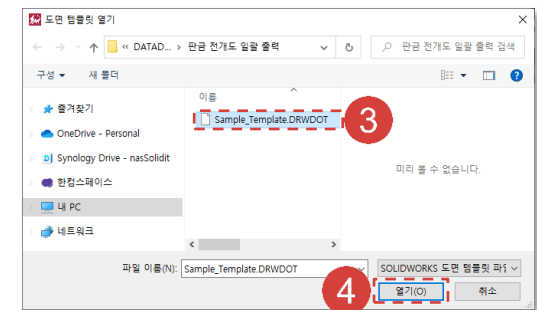 도면 템플릿 열기
« DATAD... › 판금 전개도 일괄 출력
판금 전개도 일괄 출력 검색
구성 새 폴더
이름
즐겨찾기
Sample_Template.DRWDOT
3
OneDrive - Personal
Synology Drive - nasSolidit
미리 볼 수 없습니다.
한컴스페이스
내 PC
네트워크
파일 이름(N): Sample_Template.DRWDOT
SOLIDWORKS 도면 템플릿 파일
4
열기(O)
취소